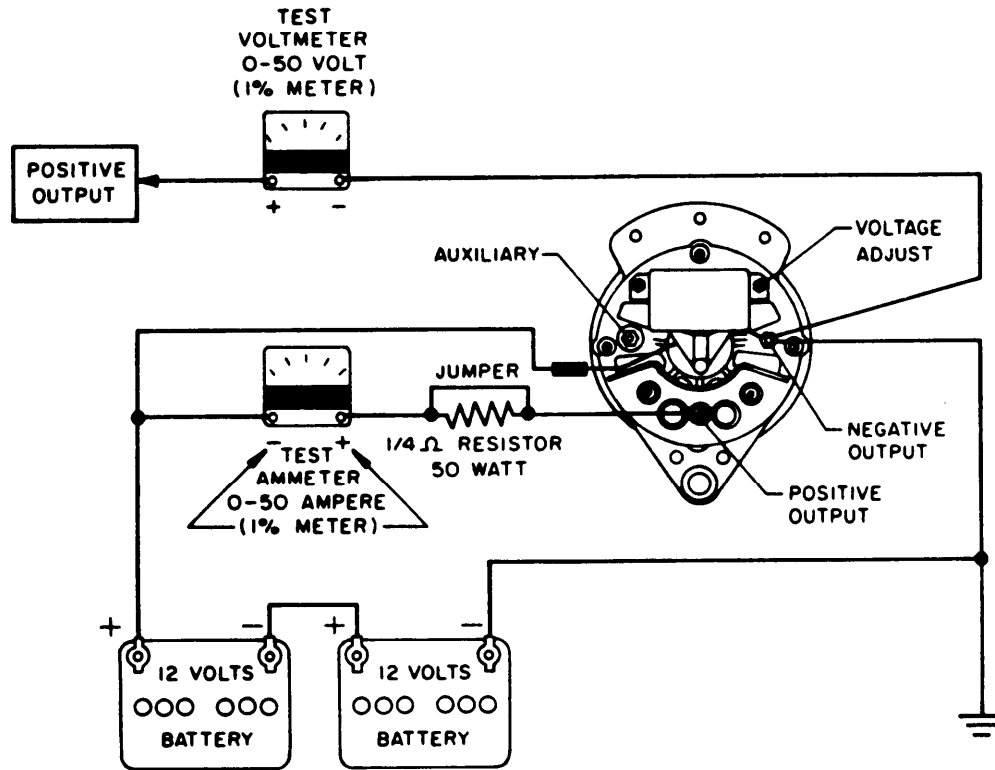 TEST
VOLTMETER
0-50 VOLT
(1% METER)
POSITIVE
OUTPUT
+ -
AUXILIARY
VOLTAGE
ADJUST
JUMPER
- +
TEST
AMMETER
0-50 AMPERE
(1% METER)
1/4 Ω RESISTOR
50 WATT
NEGATIVE
OUTPUT
POSITIVE
OUTPUT
+ - + -
12 VOLTS
BATTERY
12 VOLTS
BATTERY